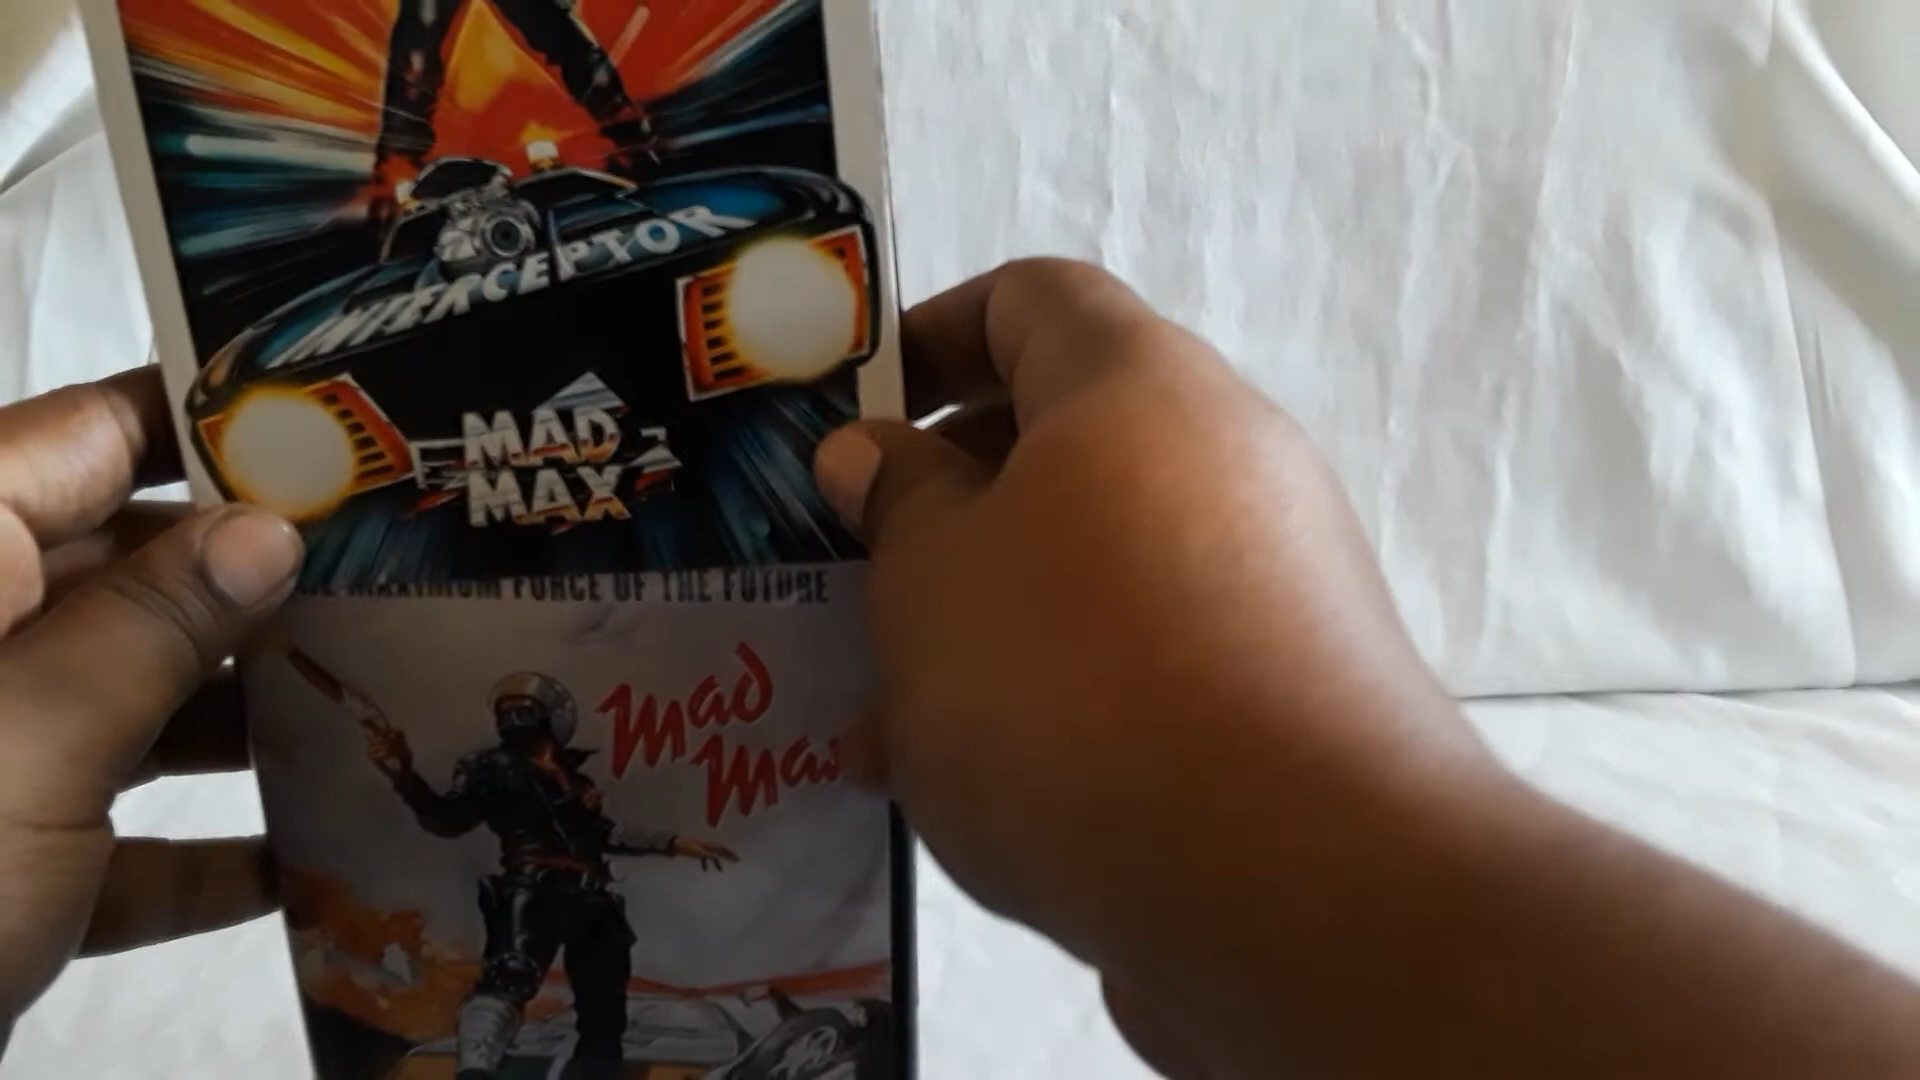 INTERCEPTOR
MAD
MAX
MAXIMUM FORCE OF THE FUTURE
Mad
Max